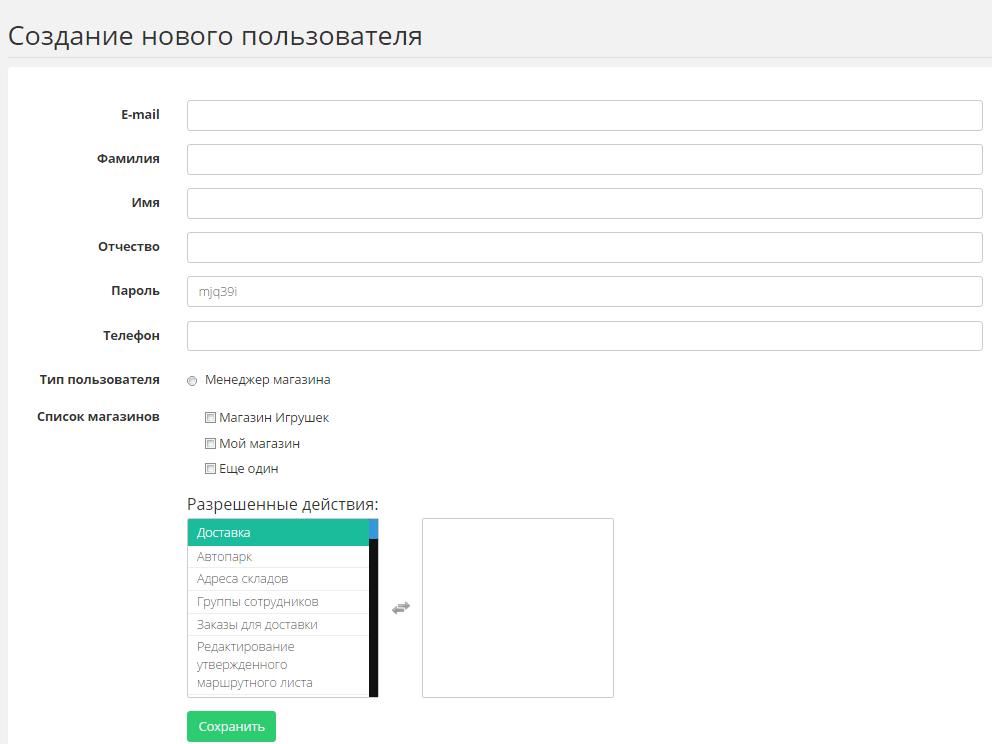 Создание нового пользователя
E-mail
Фамилия
Имя
Отчество
Пароль mjq39i
Телефон
Тип пользователя Менеджер магазина
Список магазинов Магазин Игрушек
Мой магазин
Еще один
Разрешенные действия:
Доставка
Автопарк
Адреса складов
Группы сотрудников
Заказы для доставки
Редактирование
утвержденного
маршрутного листа
Сохранить